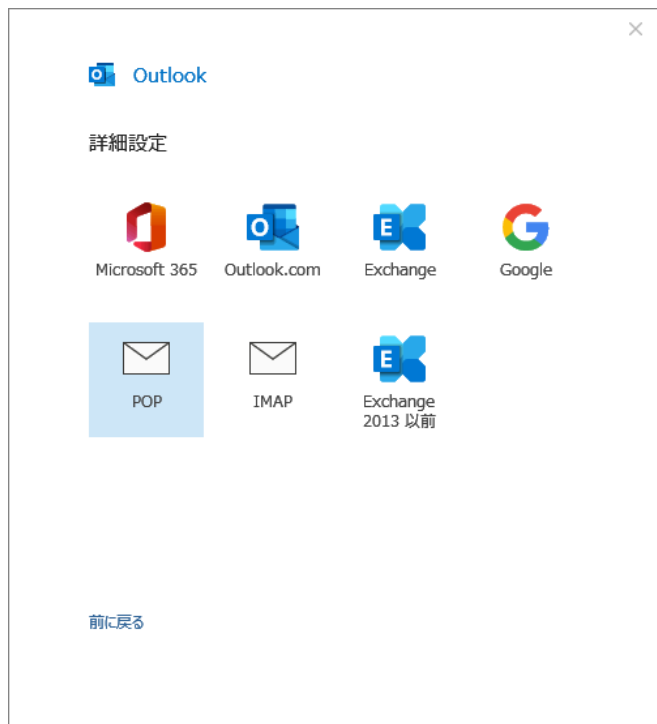 Outlook
詳細設定
Microsoft 365
Outlook.com
Exchange
Google
POP
IMAP
Exchange
2013 以前
前に戻る